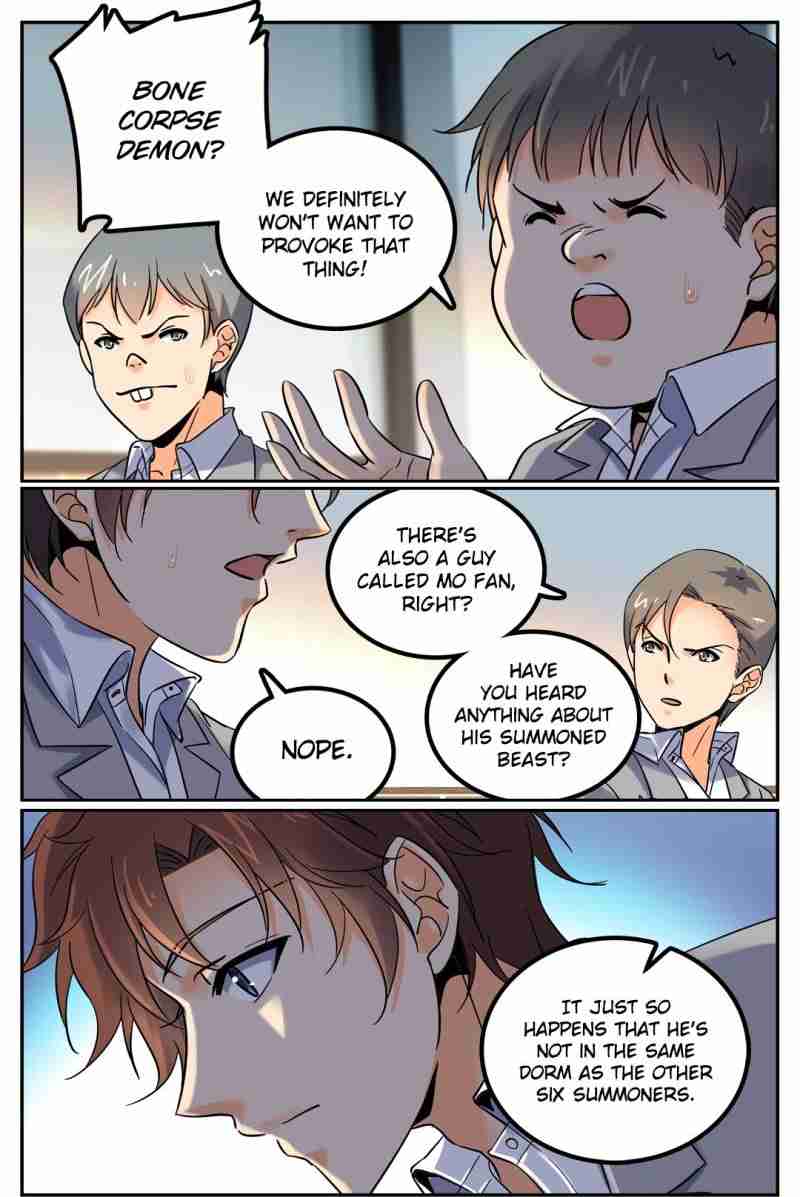 BONE
CORPSE
DEMON?
WE DEFINITELY
WON'T WANT TO
PROVOKE THAT
THING!
THERE'S
ALSO A GUY
CALLED MO FAN,
RIGHT?
HAVE
YOU HEARD
ANYTHING ABOUT
HIS SUMMONED
BEAST?
NOPE.
IT JUST SO
HAPPENS THAT HE'S
NOT IN THE SAME
DORM AS THE OTHER
SIX SUMMONERS.